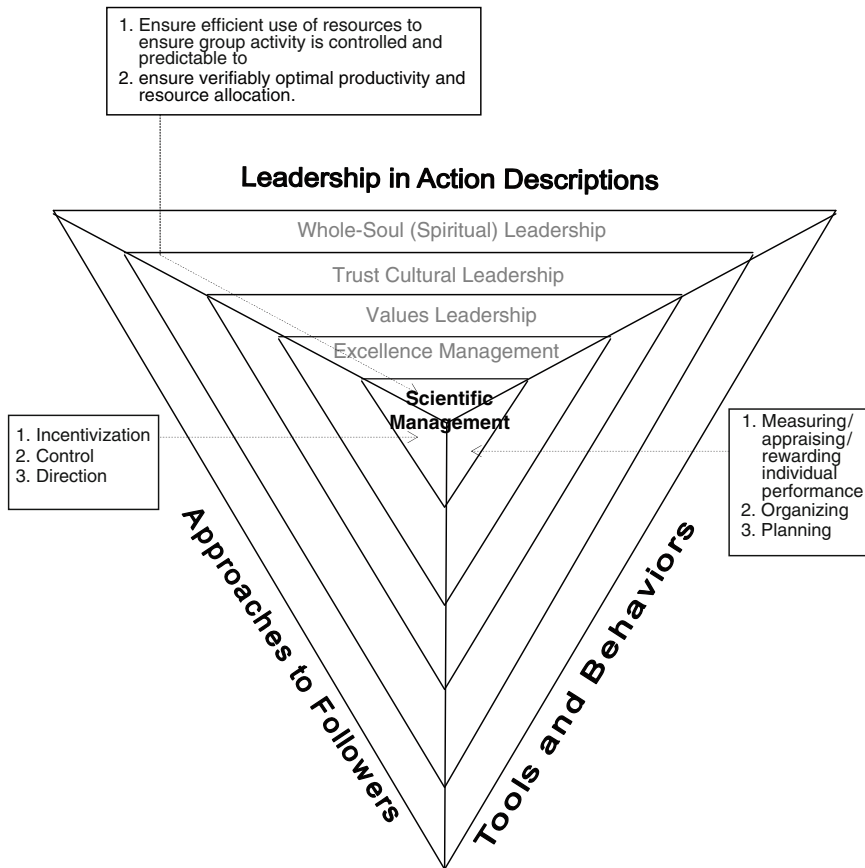 1. Ensure efficient use of resources to
ensure group activity is controlled and
predictable to
2. ensure verifiably optimal productivity and
resource allocation.
Leadership in Action Descriptions
Whole-Soul (Spiritual) Leadership
Trust Cultural Leadership
Values Leadership
Excellence Management
Scientific
Management
1. Incentivization
2. Control
3. Direction
1. Measuring/
appraising/
rewarding
individual
performance
2. Organizing
3. Planning
Approaches to Followers
Tools and Behaviors